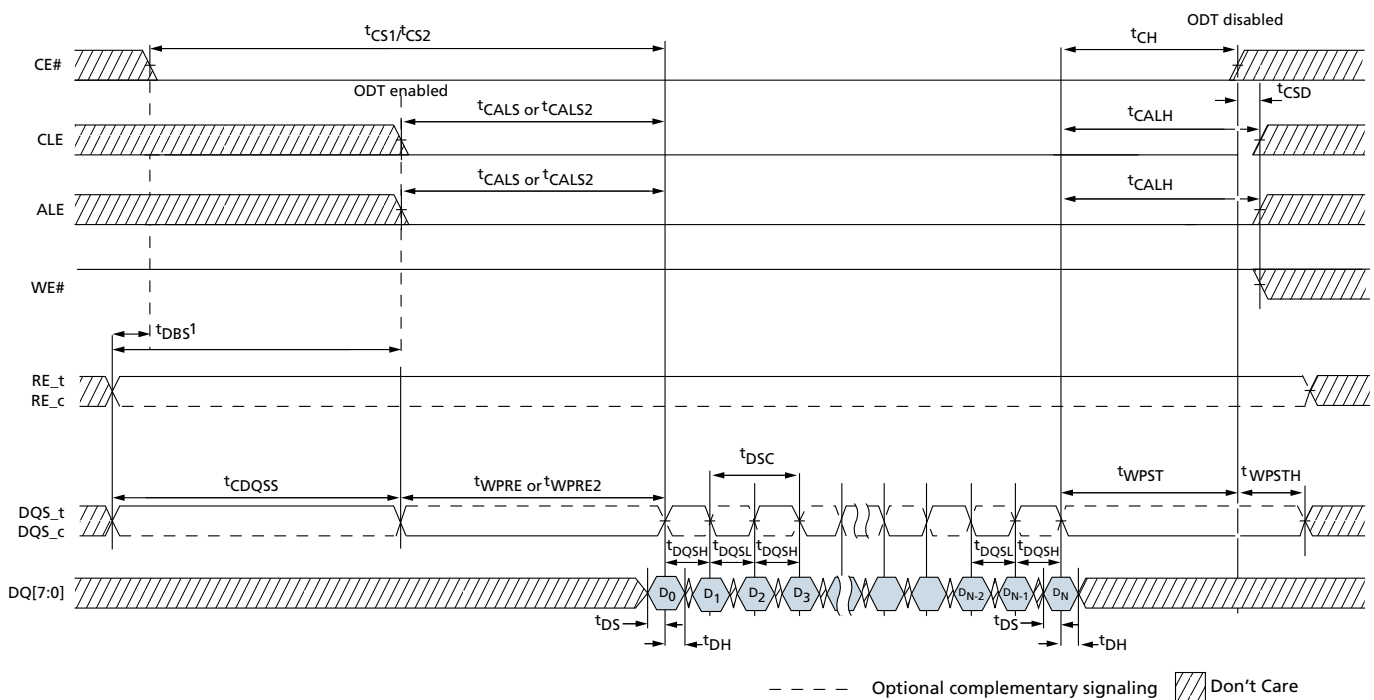 ODT disabled
tCS1/tCS2
tCH
CE#
tCSD
ODT enabled
tCALS or tCALS2
tCALH
CLE
tCALS or tCALS2
tCALH
ALE
WE#
tDBS1
RE_t
RE_c
tDSC
tCDQSS
tWPRE or tWPRE2
tWPST
tWPSTH
DQS_t
DQS_c
tDQSH
tDQSL
tDQSH
tDQSL
tDQSH
DQ[7:0]
D0
D1
D2
D3
DN-2
DN-1
DN
tDS
tDH
tDS
tDH
Optional complementary signaling
Don't Care